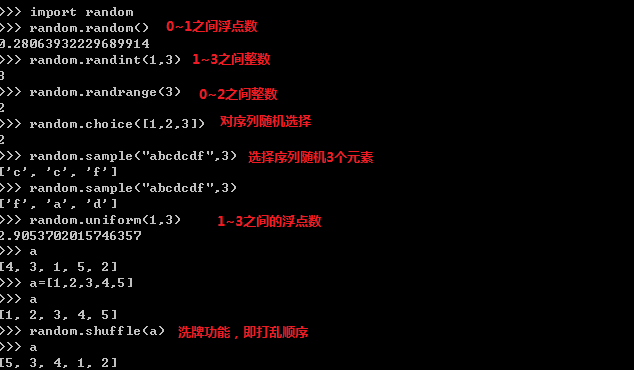 >>> import random
>>> random.random() 0~1之间浮点数
0.28063932229689914
>>> random.randint(1,3) 1~3之间整数
3
>>> random.randrange(3) 0~2之间整数
2
>>> random.choice([1,2,3]) 对序列随机选择
2
>>> random.sample("abcdcdf",3) 选择序列随机3个元素
['c', 'c', 'f']
>>> random.sample("abcdcdf",3)
['f', 'a', 'd']
>>> random.uniform(1,3) 1~3之间的浮点数
2.9053702015746357
>>> a
[4, 3, 1, 5, 2]
>>> a=[1,2,3,4,5]
>>> a
[1, 2, 3, 4, 5]
>>> random.shuffle(a) 洗牌功能，即打乱顺序
>>> a
[5, 3, 4, 1, 2]